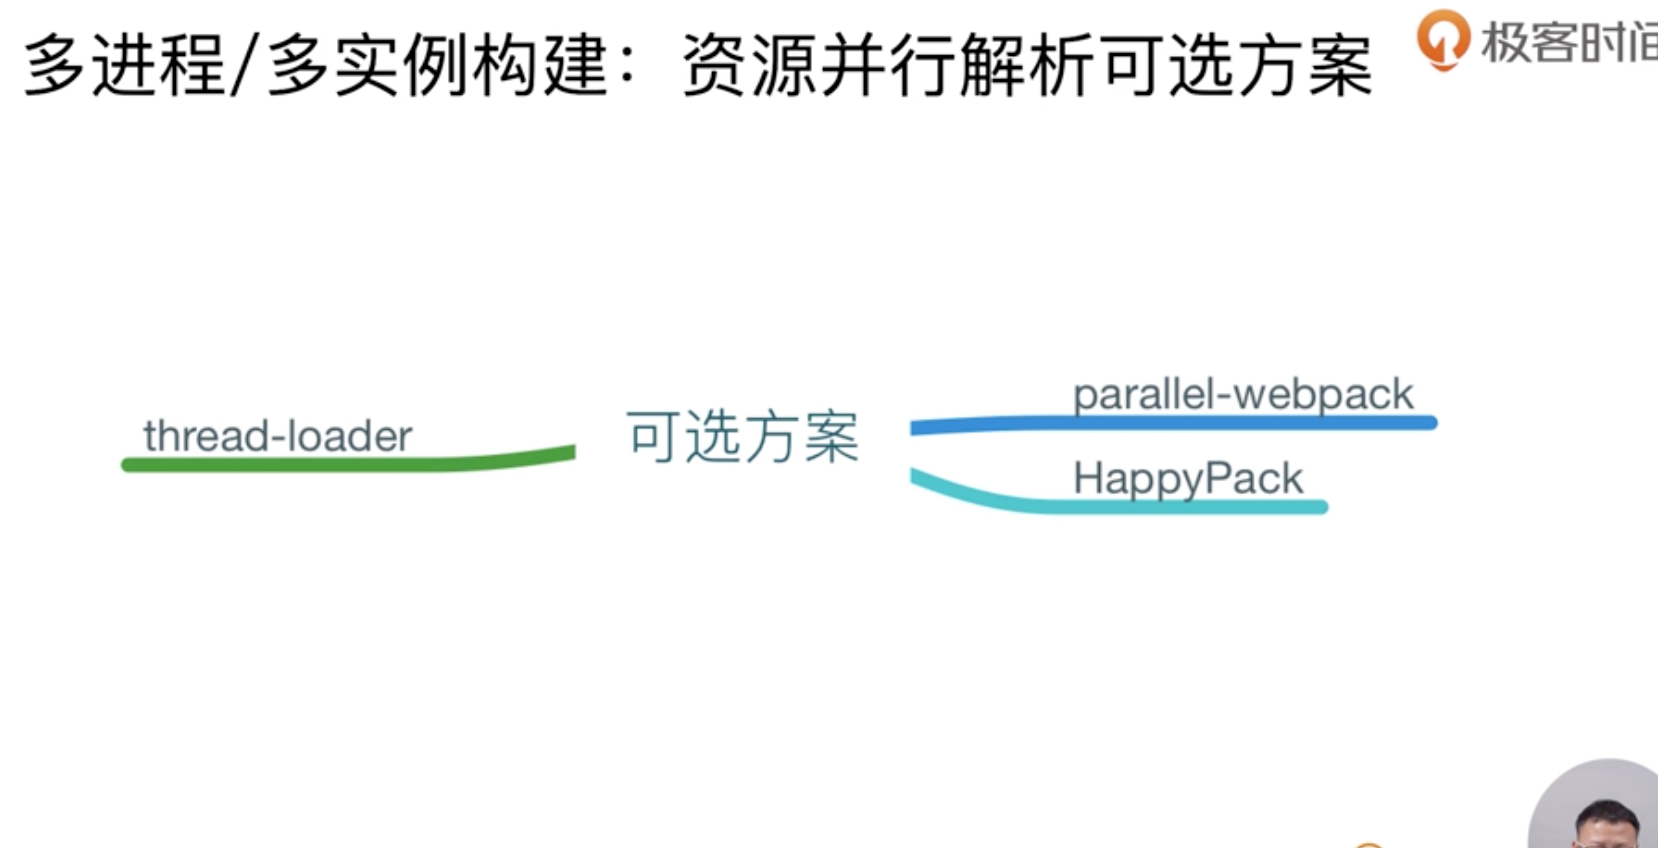 多进程/多实例构建：资源并行解析可选方案
极客时间
thread-loader
可选方案
parallel-webpack
HappyPack